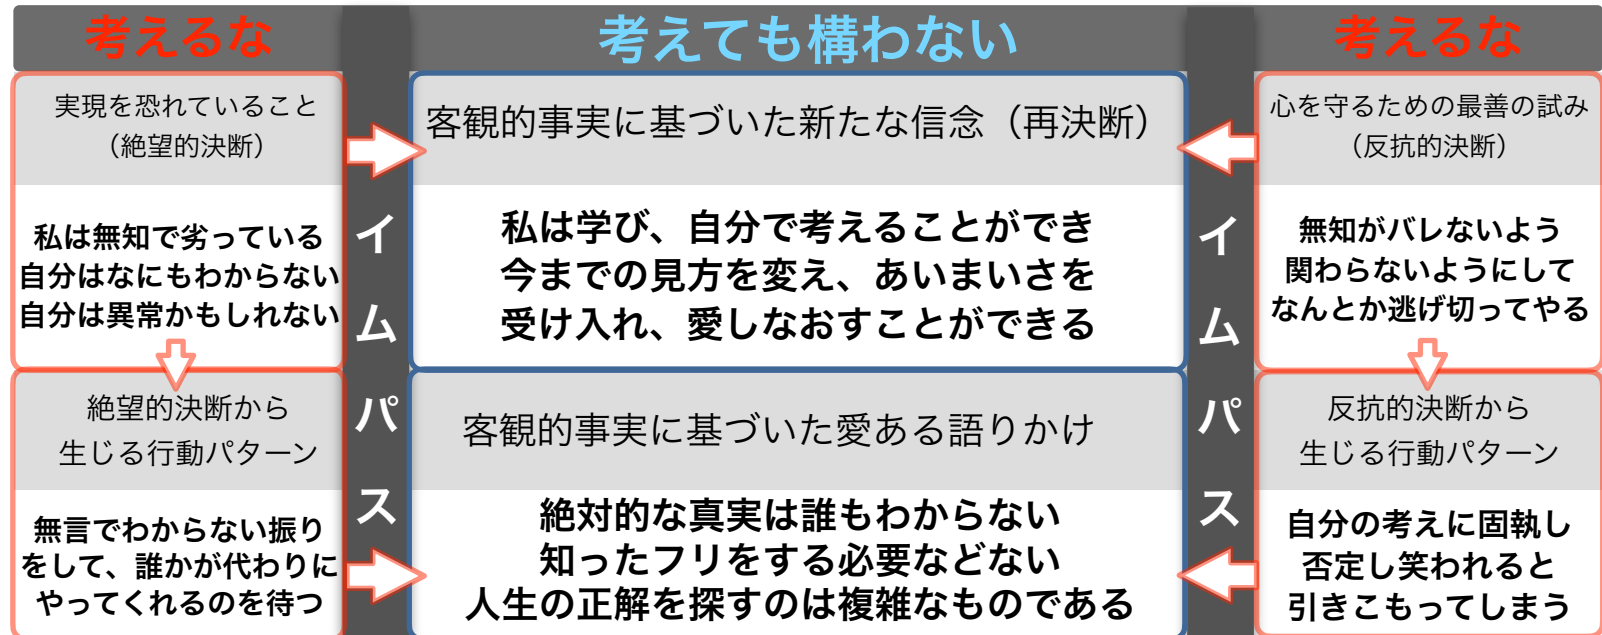 考えるな
考えても構わない
考えるな
実現を恐れていること
（絶望的決断）
客観的事実に基づいた新たな信念（再決断）
心を守るための最善の試み
（反抗的決断）
私は無知で劣っている
自分はなにもわからない
自分は異常かもしれない
イムパス
私は学び、自分で考えることができ
今までの見方を変え、あいまいさを
受け入れ、愛しなおすことができる
イムパス
無知がバレないよう
関わらないようにして
なんとか逃げ切ってやる
絶望的決断から
生じる行動パターン
客観的事実に基づいた愛ある語りかけ
反抗的決断から
生じる行動パターン
無言でわからない振り
をして、誰かが代わりに
やってくれるのを待つ
絶対的な真実は誰もわからない
知ったフリをする必要などない
人生の正解を探すのは複雑なものである
自分の考えに固執し
否定し笑われると
引きこもってしまう